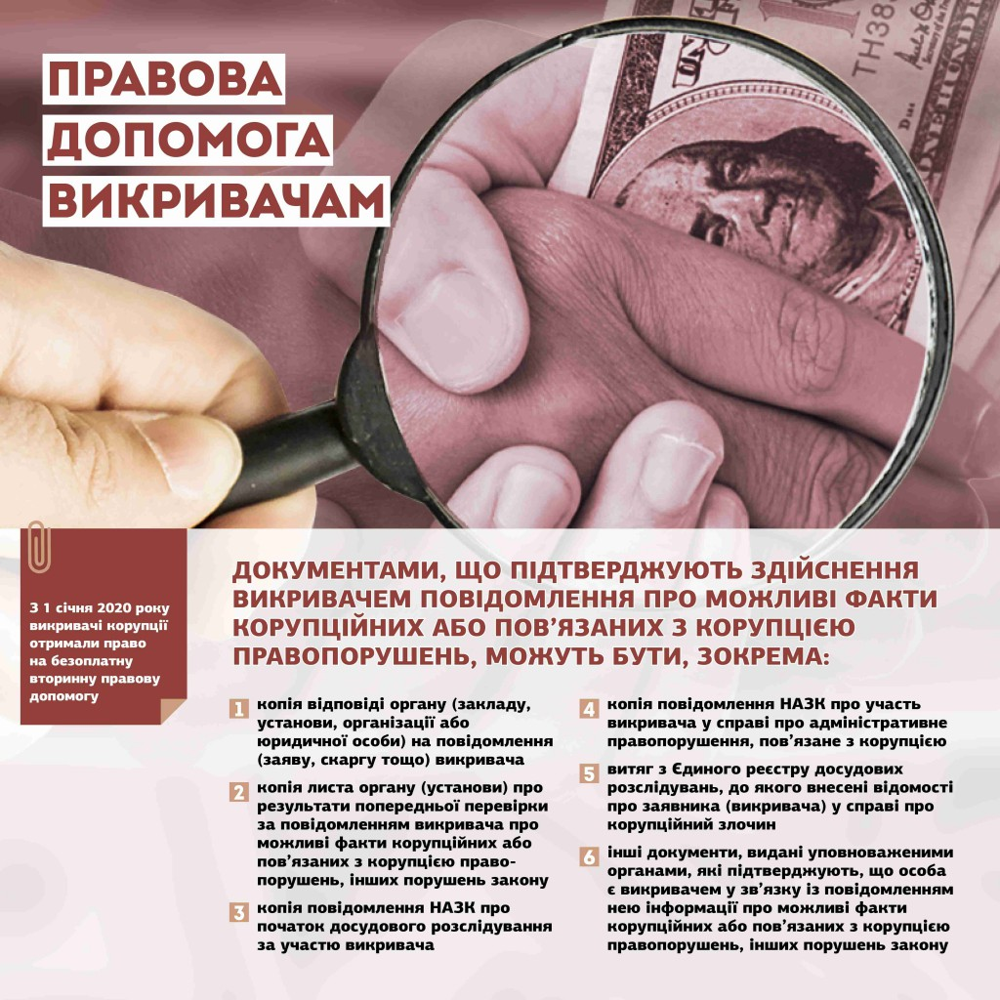 ПРАВОВА
ДОПОМОГА
ВИКРИВАЧАМ
TH38
З 1 січня 2020 року
викривачі корупції
отримали право
на безоплатну
вторинну правову
допомогу
ДОКУМЕНТАМИ, ЩО ПІДТВЕРДЖУЮТЬ ЗДІЙСНЕННЯ
ВИКРИВАЧЕМ ПОВІДОМЛЕННЯ ПРО МОЖЛИВІ ФАКТИ
КОРУПЦІЙНИХ АБО ПОВ’ЯЗАНИХ З КОРУПЦІЄЮ
ПРАВОПОРУШЕНЬ, МОЖУТЬ БУТИ, ЗОКРЕМА:
1 копія відповіді органу (закладу,
установи, організації або
юридичної особи) на повідомлення
(заяву, скаргу тощо) викривача
2 копія листа органу (установи) про
результати попередньої перевірки
за повідомленням викривача про
можливі факти корупційних або
пов’язаних з корупцією право-
порушень, інших порушень закону
3 копія повідомлення НАЗК про
початок досудового розслідування
за участю викривача
4 копія повідомлення НАЗК про участь
викривача у справі про адміністративне
правопорушення, пов’язане з корупцією
5 витяг з Єдиного реєстру досудових
розслідувань, до якого внесені відомості
про заявника (викривача) у справі про
корупційний злочин
6 інші документи, видані уповноваженими
органами, які підтверджують, що особа
є викривачем у зв’язку із повідомленням
нею інформації про можливі факти
корупційних або пов’язаних з корупцією
правопорушень, інших порушень закону